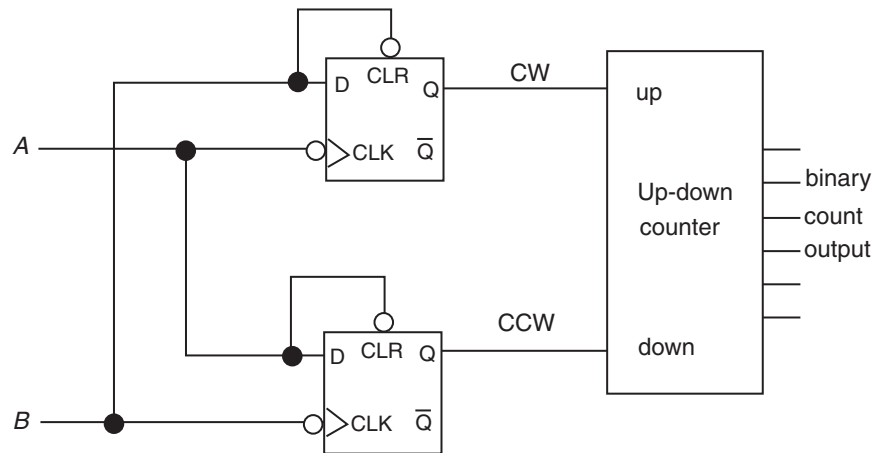 CLR
D
Q
CW
up
A
CLK
Q̅
binary
Up-down
counter
count
output
CCW
D
CLR
Q
down
B
CLK
Q̅